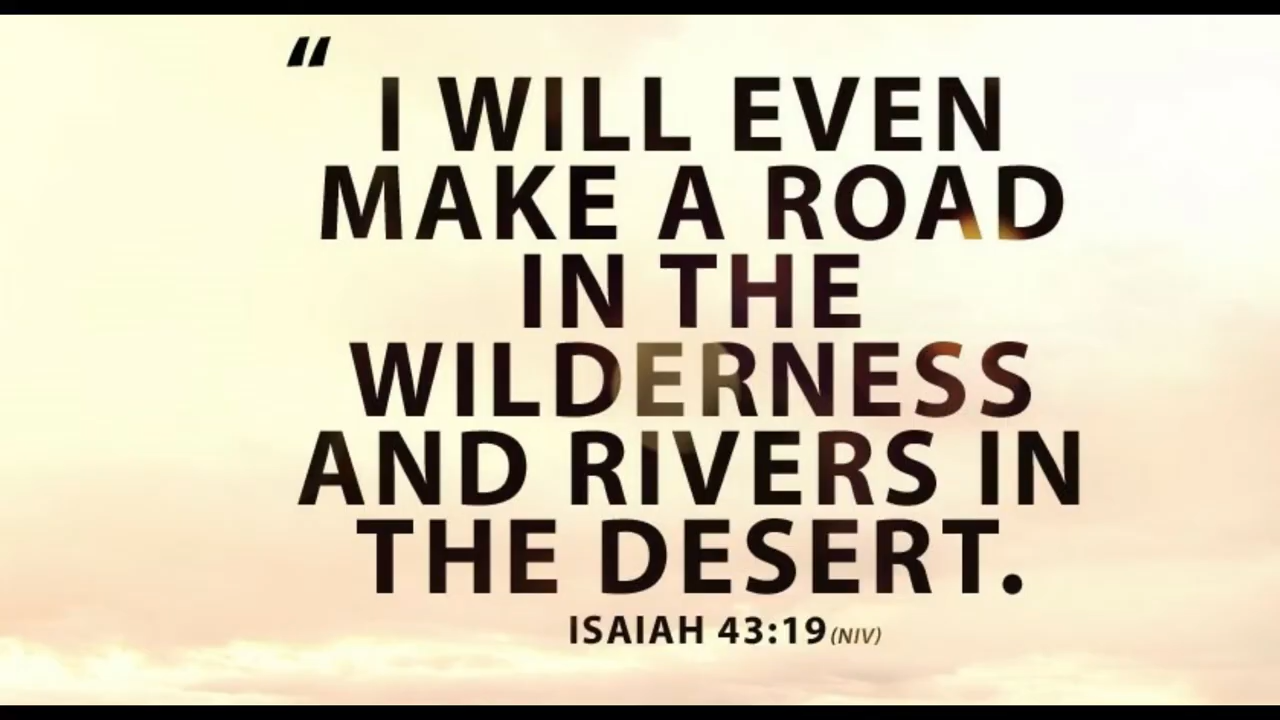 “
I WILL EVEN
MAKE A ROAD
IN THE
WILDERNESS
AND RIVERS IN
THE DESERT.
ISAIAH 43:19(NIV)